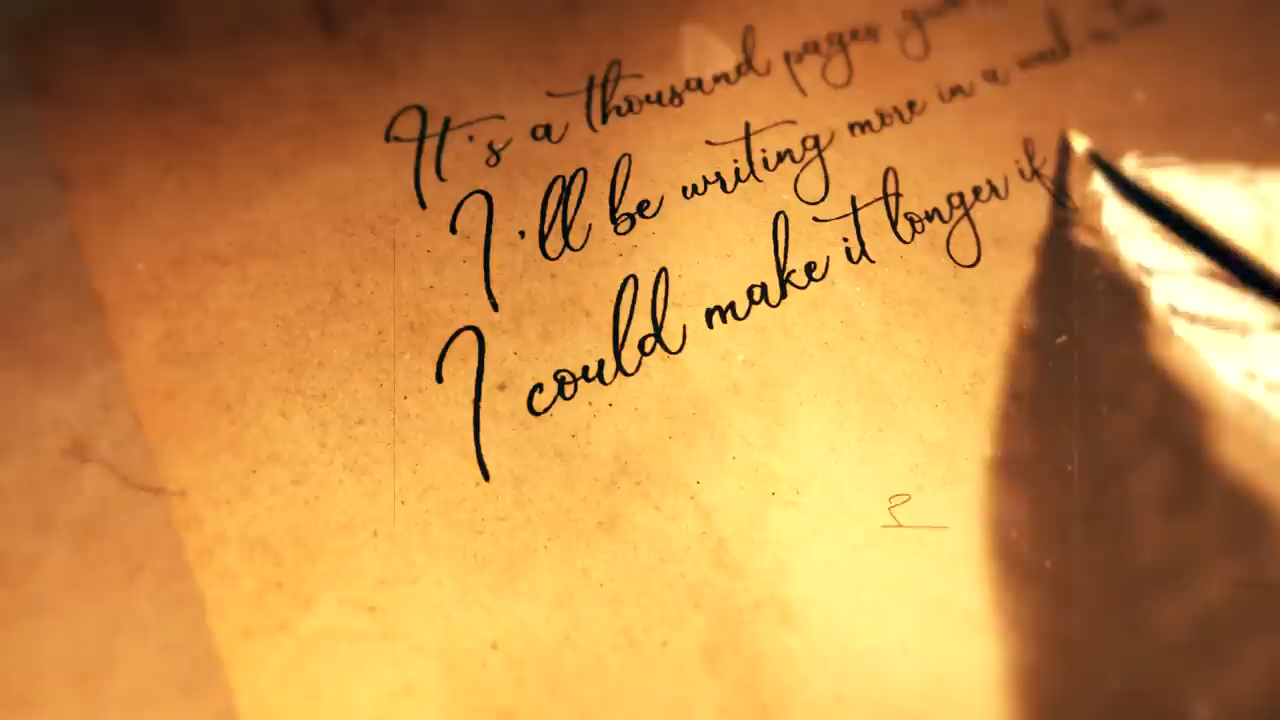 It's a thousand pages
I'll be writing more in a
I could make it longer if